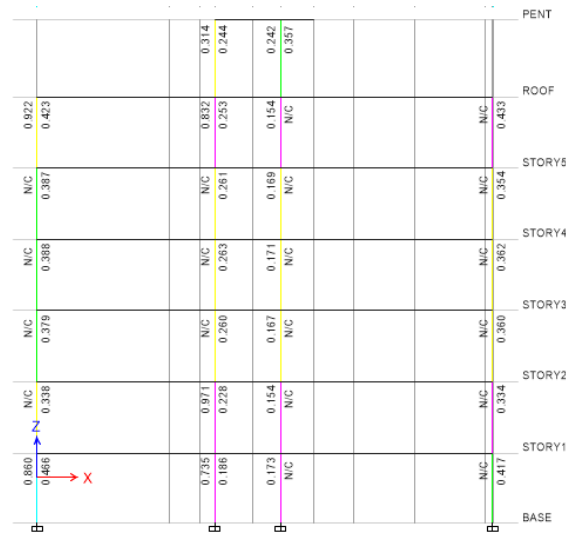 PENT
0.314 0.244 0.242 0.357
ROOF
0.922 0.423 0.832 0.253 0.154 N/C N/C 0.433
STORY5
N/C 0.387 N/C 0.261 0.169 N/C N/C 0.354
STORY4
N/C 0.388 N/C 0.263 0.171 N/C N/C 0.362
STORY3
N/C 0.379 N/C 0.260 0.167 N/C N/C 0.360
STORY2
N/C 0.338 0.971 0.228 0.154 N/C N/C 0.334
Z
STORY1
0.860 0.466 0.735 0.186 0.173 N/C N/C 0.417
X
BASE